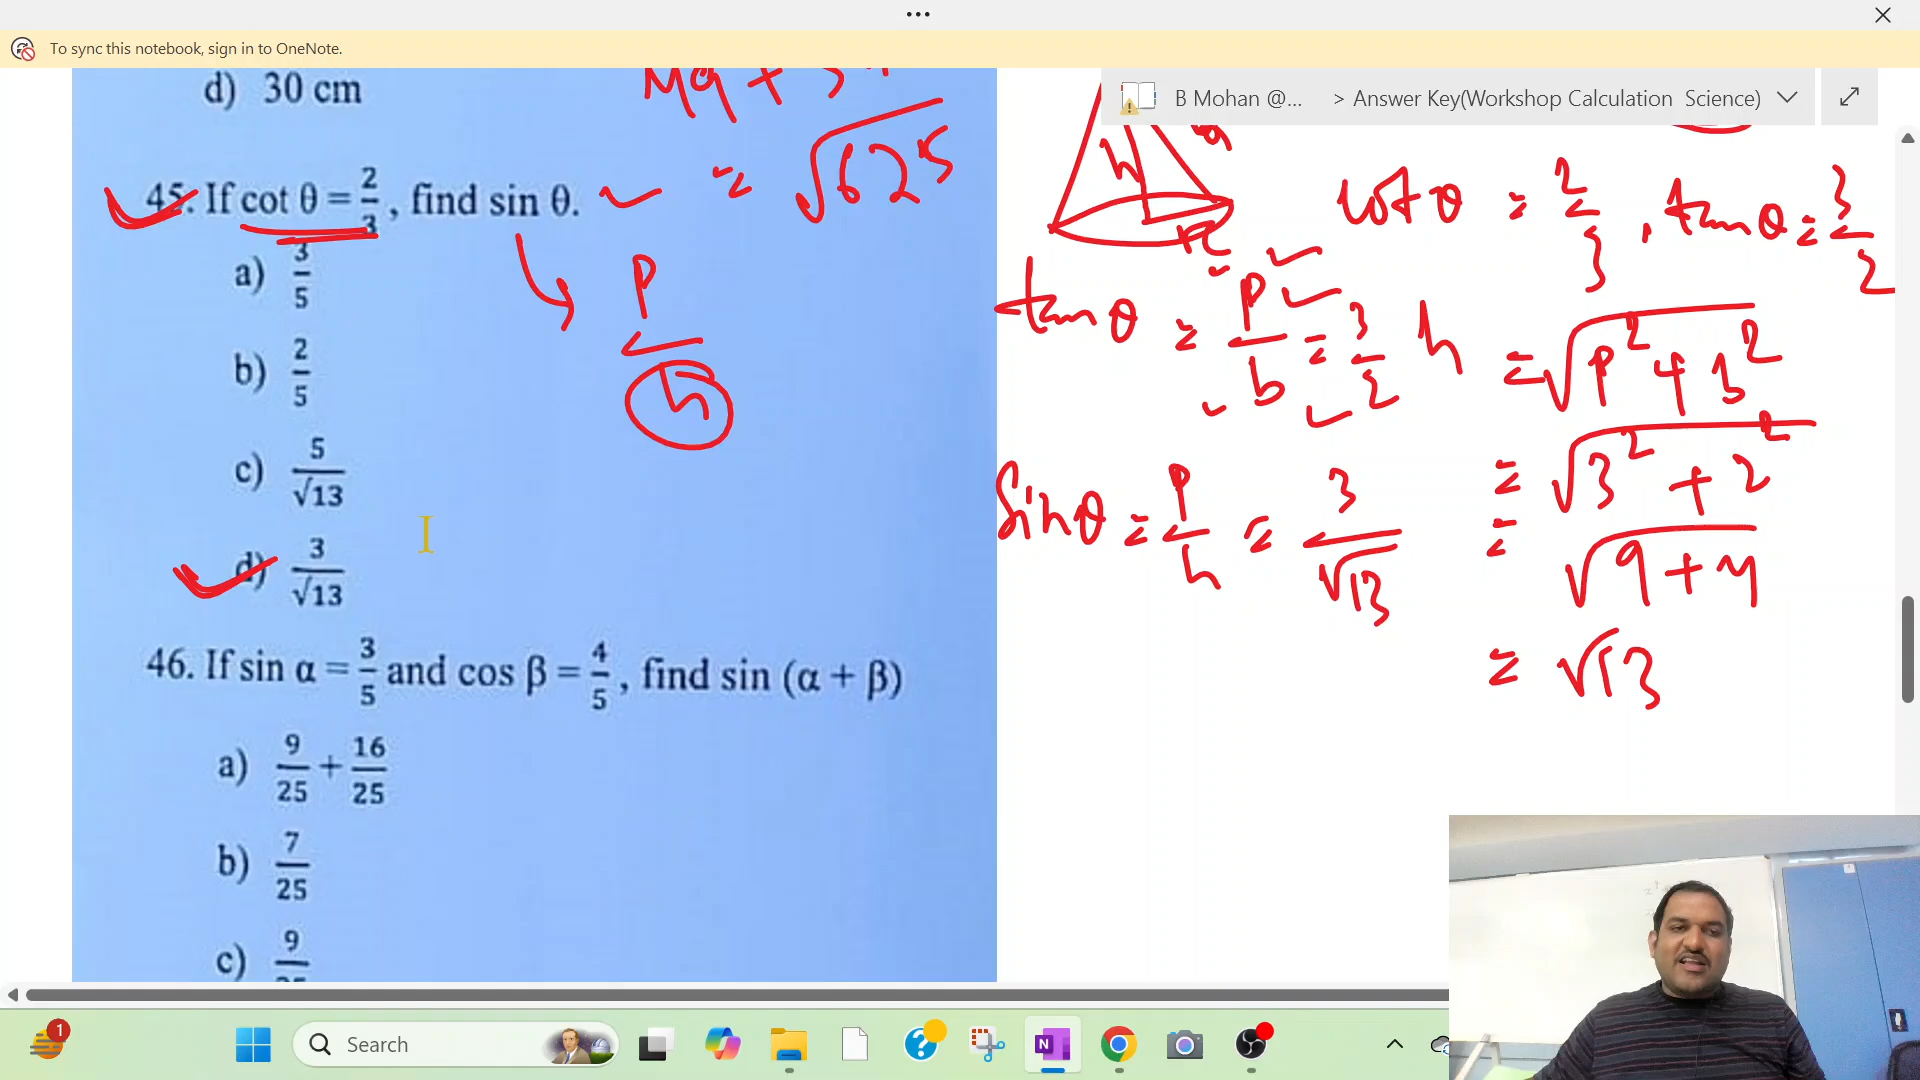 To sync this notebook, sign in to OneNote.
B Mohan @... > Answer Key(Workshop Calculation Science)
d) 30 cm
= √625
45. If cot θ = 2/3, find sin θ.
a) 3/5
b) 2/5
c) 5/√13
d) 3/√13
p/h
46. If sin α = 3/5 and cos β = 4/5, find sin (α + β)
a) 9/25 + 16/25
b) 7/25
c) 9
h
cot θ = 2/3, tan θ = 3/2
tan θ = p/b = 3/2
h = √p² + b²
= √3² + 2²
= √9 + 4
= √13
sin θ = p/h = 3/√13
1
Search
N